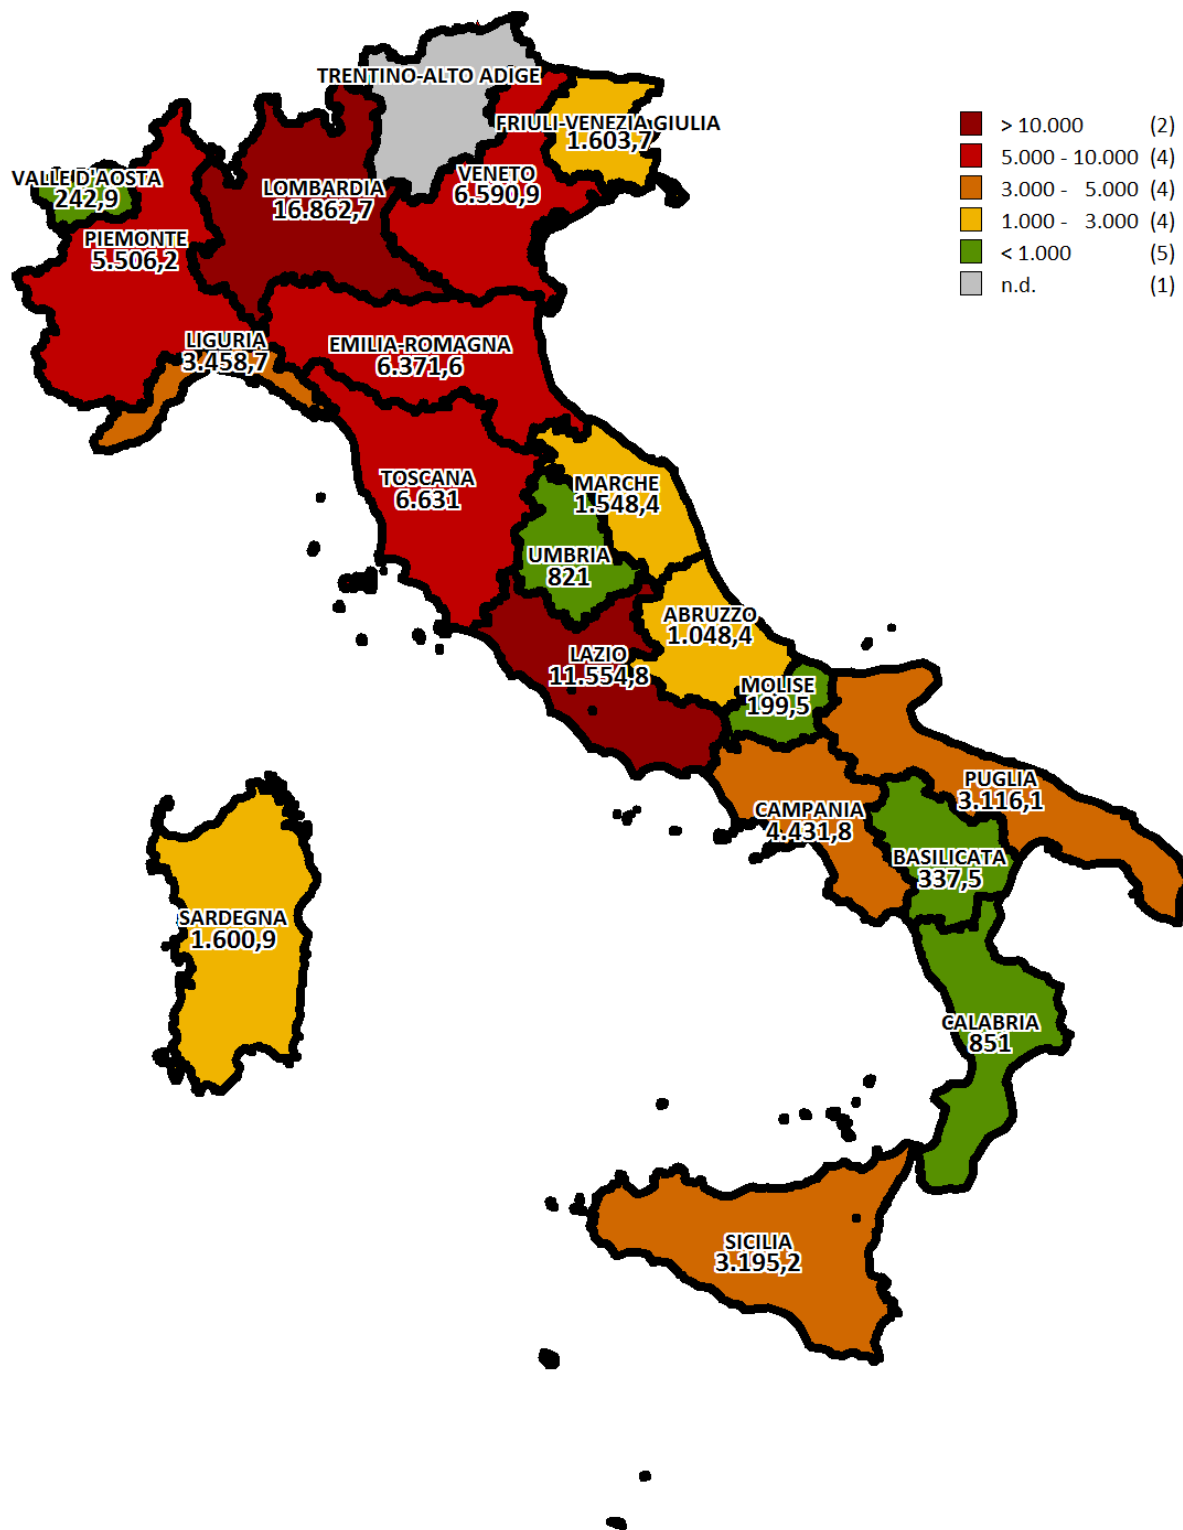 TRENTINO-ALTO ADIGE
FRIULI-VENEZIA GIULIA
1.603,7
> 10.000 (2)
5.000 - 10.000 (4)
3.000 - 5.000 (4)
1.000 - 3.000 (4)
< 1.000 (5)
n.d. (1)
VALLE D'AOSTA
242,9
LOMBARDIA
16.862,7
VENETO
6.590,9
PIEMONTE
5.506,2
LIGURIA
3.458,7
EMILIA-ROMAGNA
6.371,6
TOSCANA
6.631
MARCHE
1.548,4
UMBRIA
821
ABRUZZO
1.048,4
LAZIO
11.554,8
MOLISE
199,5
PUGLIA
3.116,1
CAMPANIA
4.431,8
BASILICATA
337,5
SARDEGNA
1.600,9
CALABRIA
851
SICILIA
3.195,2